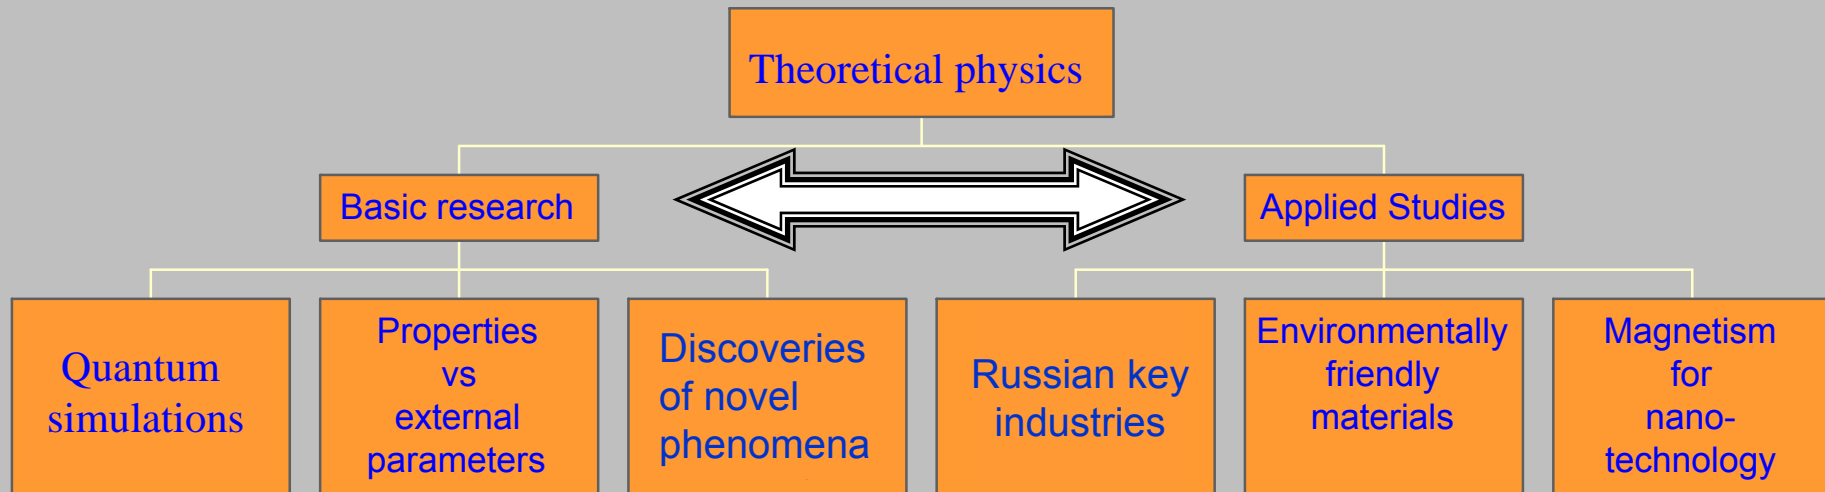 Theoretical physics
Basic research
Applied Studies
Quantum
simulations
Properties
vs
external
parameters
Discoveries
of novel
phenomena
Russian key
industries
Environmentally
friendly
materials
Magnetism
for
nano-
technology